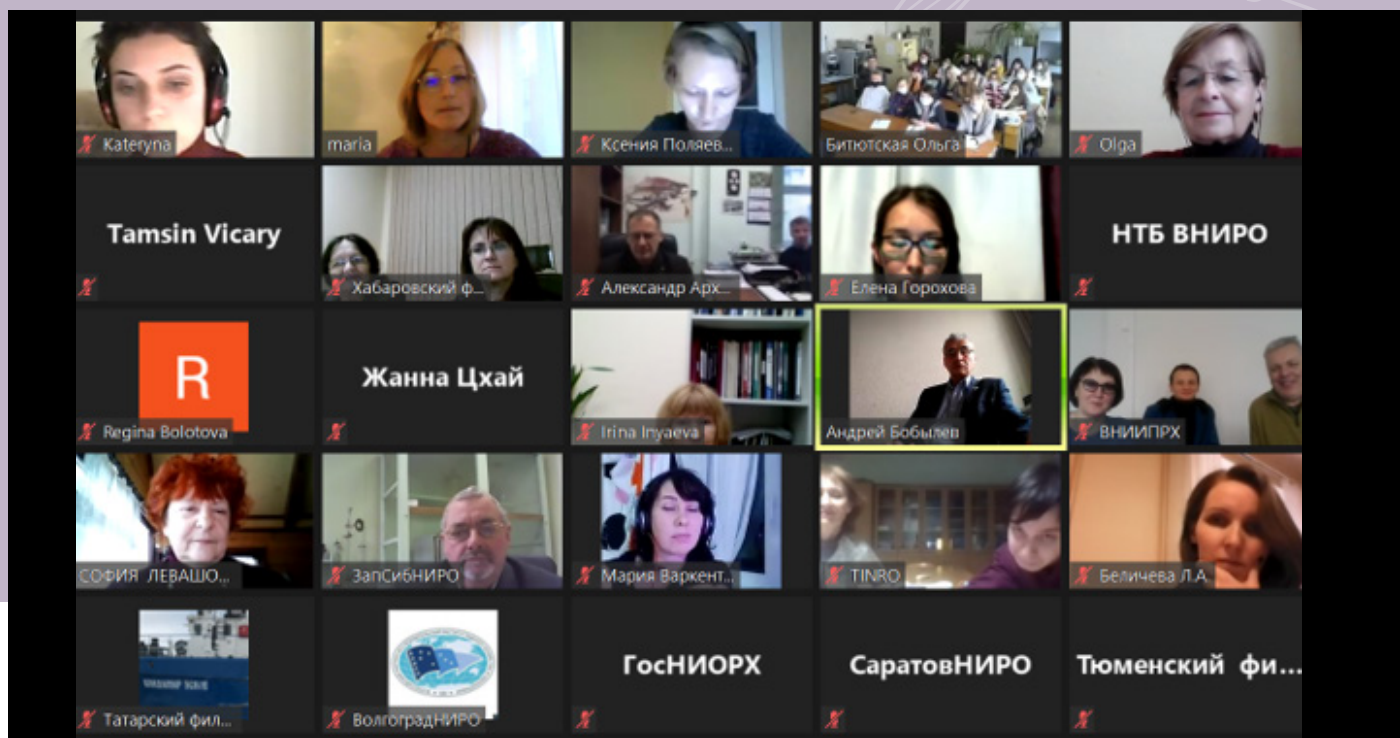 Kateryna
maria
Ксения Поляев...
Битютская Ольга
Olga
Tamsin Vicary
Хабаровский ф...
Александр Арх...
Елена Горохова
НТБ ВНИРО
R
Regina Bolotova
Жанна Цхай
Irina Inyaeva
Андрей Бобылев
ВНИИПРХ
СОФИЯ ЛЕВАШО...
ЗапСибНИРО
Мария Варкент...
TINRO
Беличева Л.А.
Татарский фил...
ВолгоградНИРО
ГосНИОРХ
СаратовНИРО
Тюменский фи...